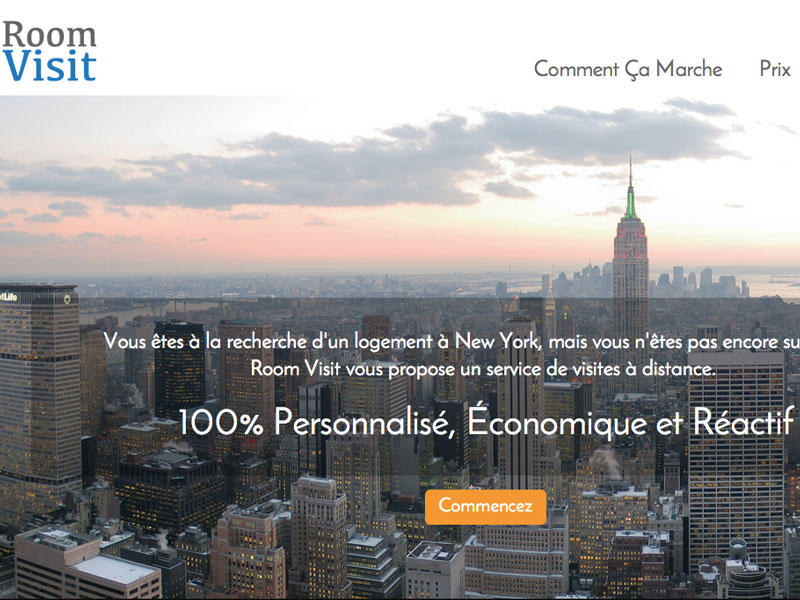 Room
Visit
Comment Ça Marche
Prix
Vous êtes à la recherche d'un logement à New York, mais vous n'êtes pas encore su
Room Visit vous propose un service de visites à distance.
100% Personnalisé, Économique et Réactif
Commencez